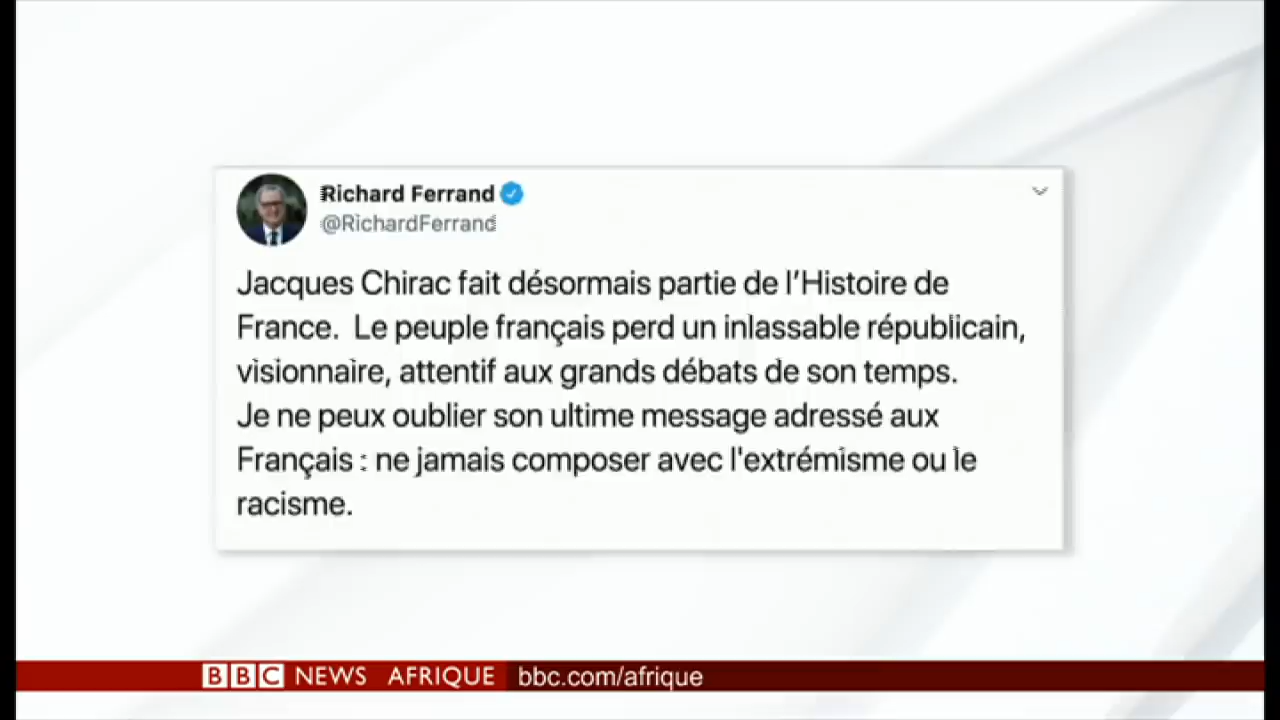 Richard Ferrand
@RichardFerrand
Jacques Chirac fait désormais partie de l’Histoire de
France.  Le peuple français perd un inlassable républicain,
visionnaire, attentif aux grands débats de son temps.
Je ne peux oublier son ultime message adressé aux
Français : ne jamais composer avec l'extrémisme ou le
racisme.
BBC NEWS AFRIQUE bbc.com/afrique